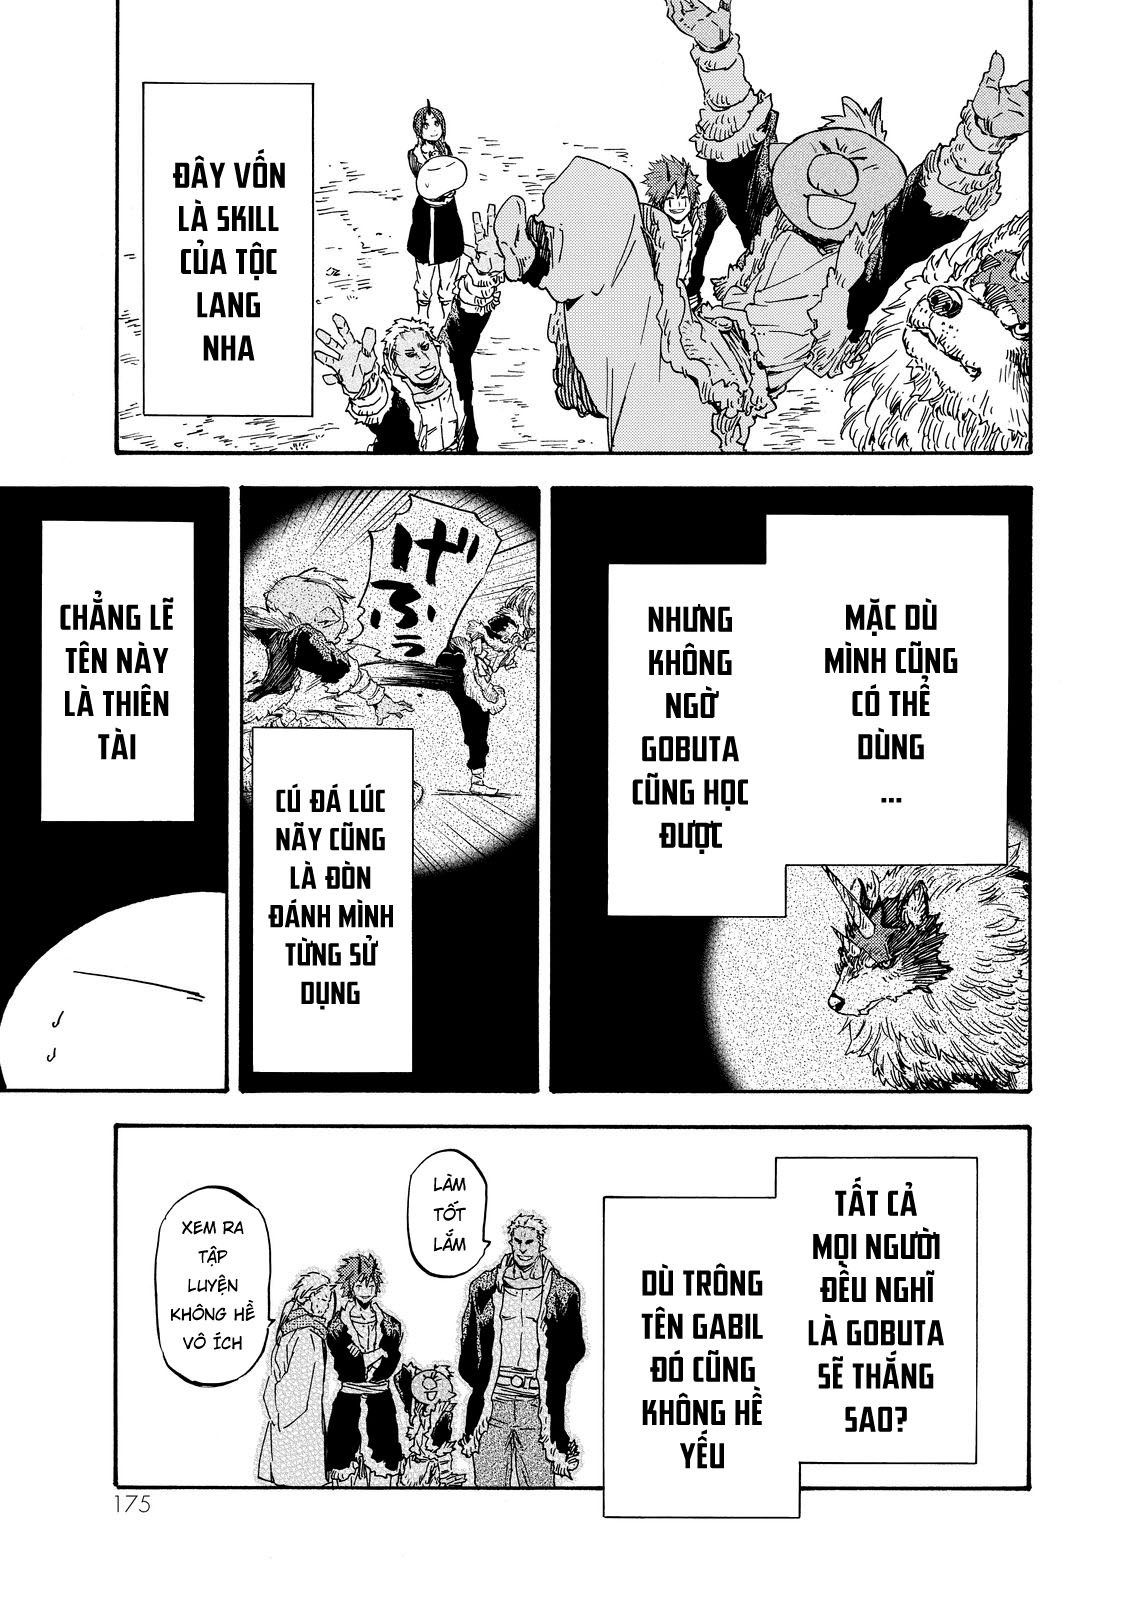 ĐÂY VỐN
LÀ SKILL
CỦA TỘC
LANG
NHA
MẶC DÙ
MÌNH CŨNG
CÓ THỂ
DÙNG
...
NHƯNG
KHÔNG
NGỜ
GOBUTA
CŨNG HỌC
ĐƯỢC
げふぅ
CÚ ĐÁ LÚC
NÃY CŨNG
LÀ ĐÒN
ĐÁNH MÌNH
TỪNG SỬ
DỤNG
CHẲNG LẼ
TÊN NÀY
LÀ THIÊN
TÀI
TẤT CẢ
MỌI NGƯỜI
ĐỀU NGHĨ
LÀ GOBUTA
SẼ THẮNG
SAO?
DÙ TRÔNG
TÊN GABIL
ĐÓ CŨNG
KHÔNG HỀ
YẾU
LÀM
TỐT
LẮM
XEM RA
TẬP
LUYỆN
KHÔNG HỀ
VÔ ÍCH
175